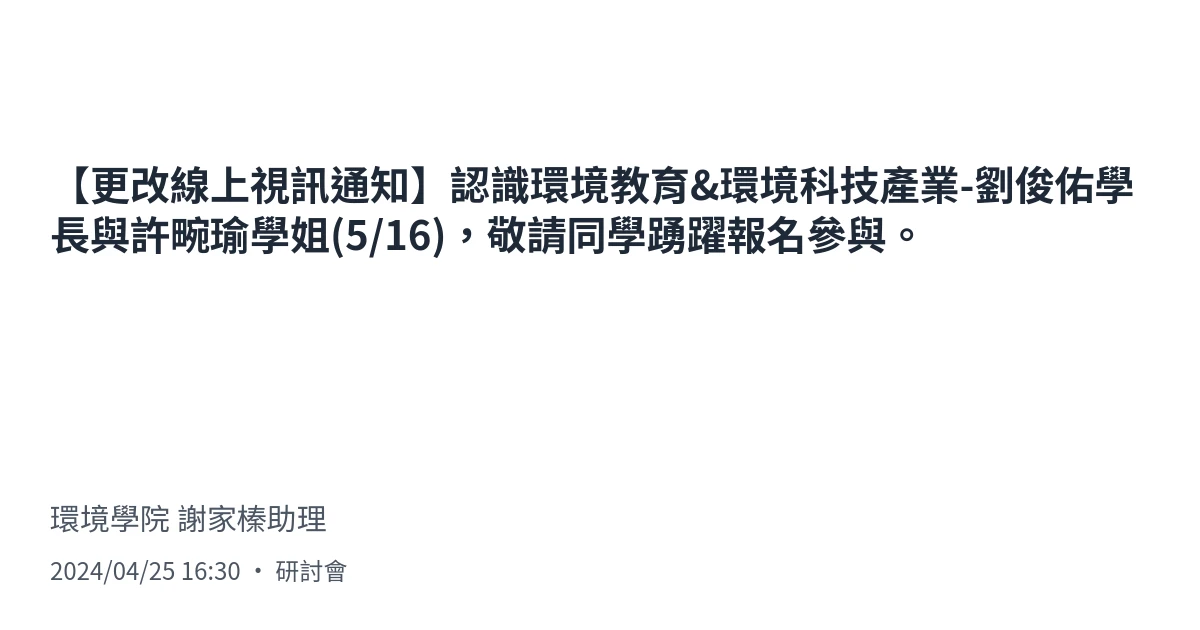 【更改線上視訊通知】認識環境教育&環境科技產業-劉俊佑學
長與許畹瑜學姐(5/16)，敬請同學踴躍報名參與。
環境學院 謝家榛助理
2024/04/25 16:30 • 研討會